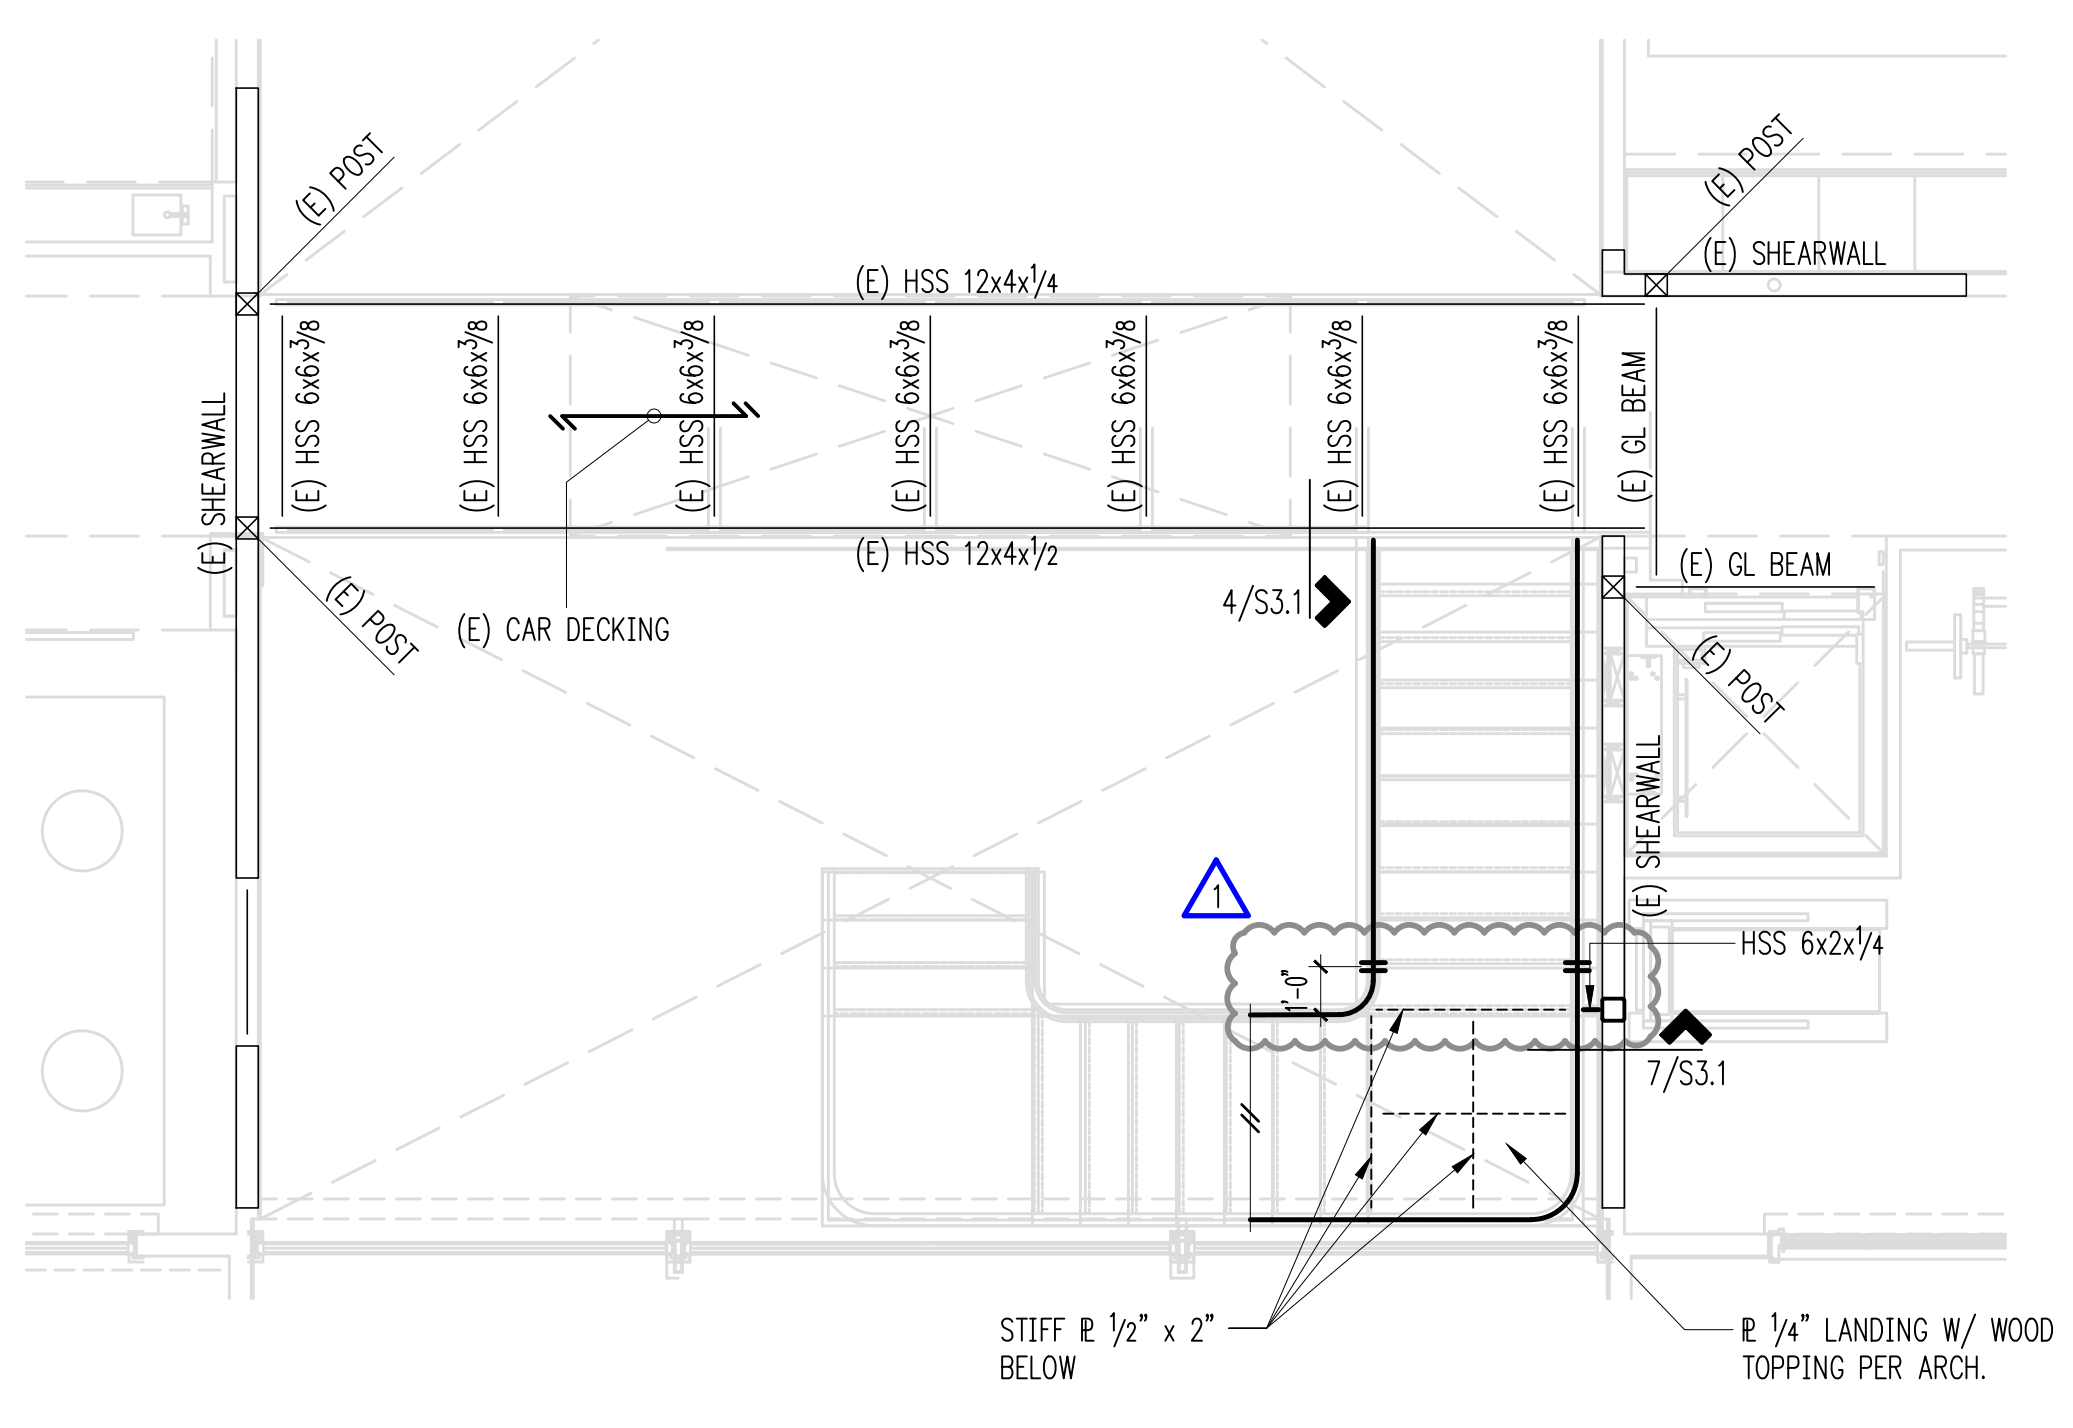 (E) POST
(E) POST
(E) SHEARWALL
(E) HSS 12x4x1/4
(E) HSS 6x6x3/8
(E) HSS 6x6x3/8
(E) HSS 6x6x3/8
(E) HSS 6x6x3/8
(E) HSS 6x6x3/8
(E) HSS 6x6x3/8
(E) HSS 6x6x3/8
(E) GL BEAM
(E) SHEARWALL
(E) HSS 12x4x1/2
(E) GL BEAM
(E) POST
4/S3.1
(E) CAR DECKING
(E) POST
(E) SHEARWALL
1
HSS 6x2x1/4
1'-0"
7/S3.1
STIFF ℄ 1/2" x 2"
BELOW
℄ 1/4" LANDING W/ WOOD
TOPPING PER ARCH.